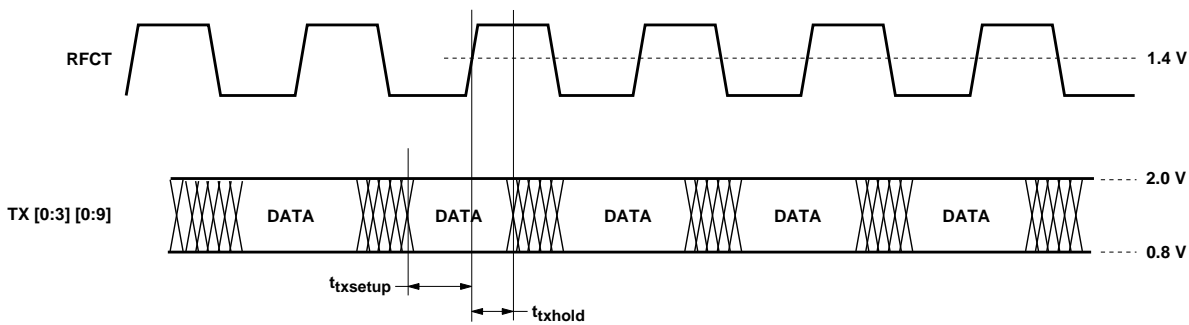 RFCT
1.4 V
2.0 V
TX [0:3] [0:9]
DATA DATA DATA DATA DATA
0.8 V
ttxsetup
ttxhold